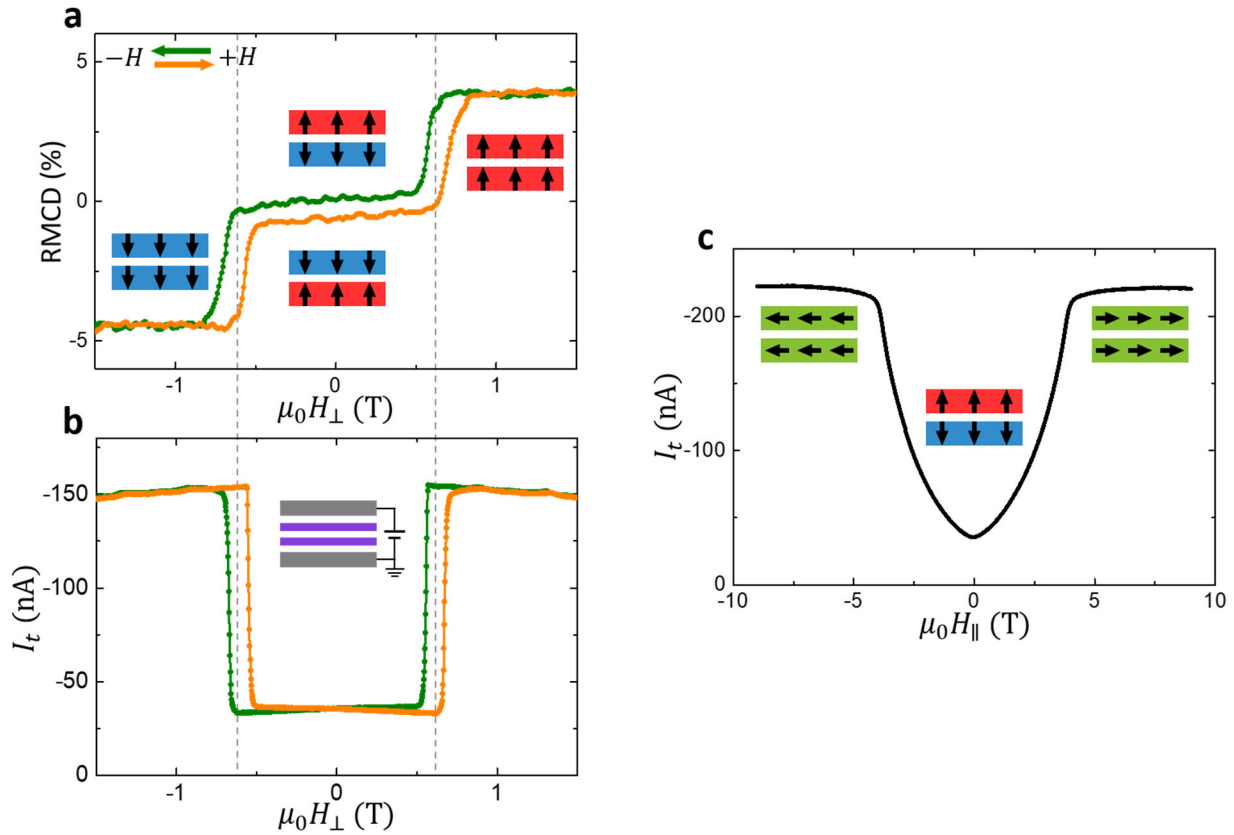 a
−H +H
5
0
-5
RMCD (%)
-1 0 1
μ₀H⊥ (T)
b
-150
-100
-50
0
Iₜ (nA)
-1 0 1
μ₀H⊥ (T)
c
-200
-100
0
Iₜ (nA)
-10 -5 0 5 10
μ₀H∥ (T)